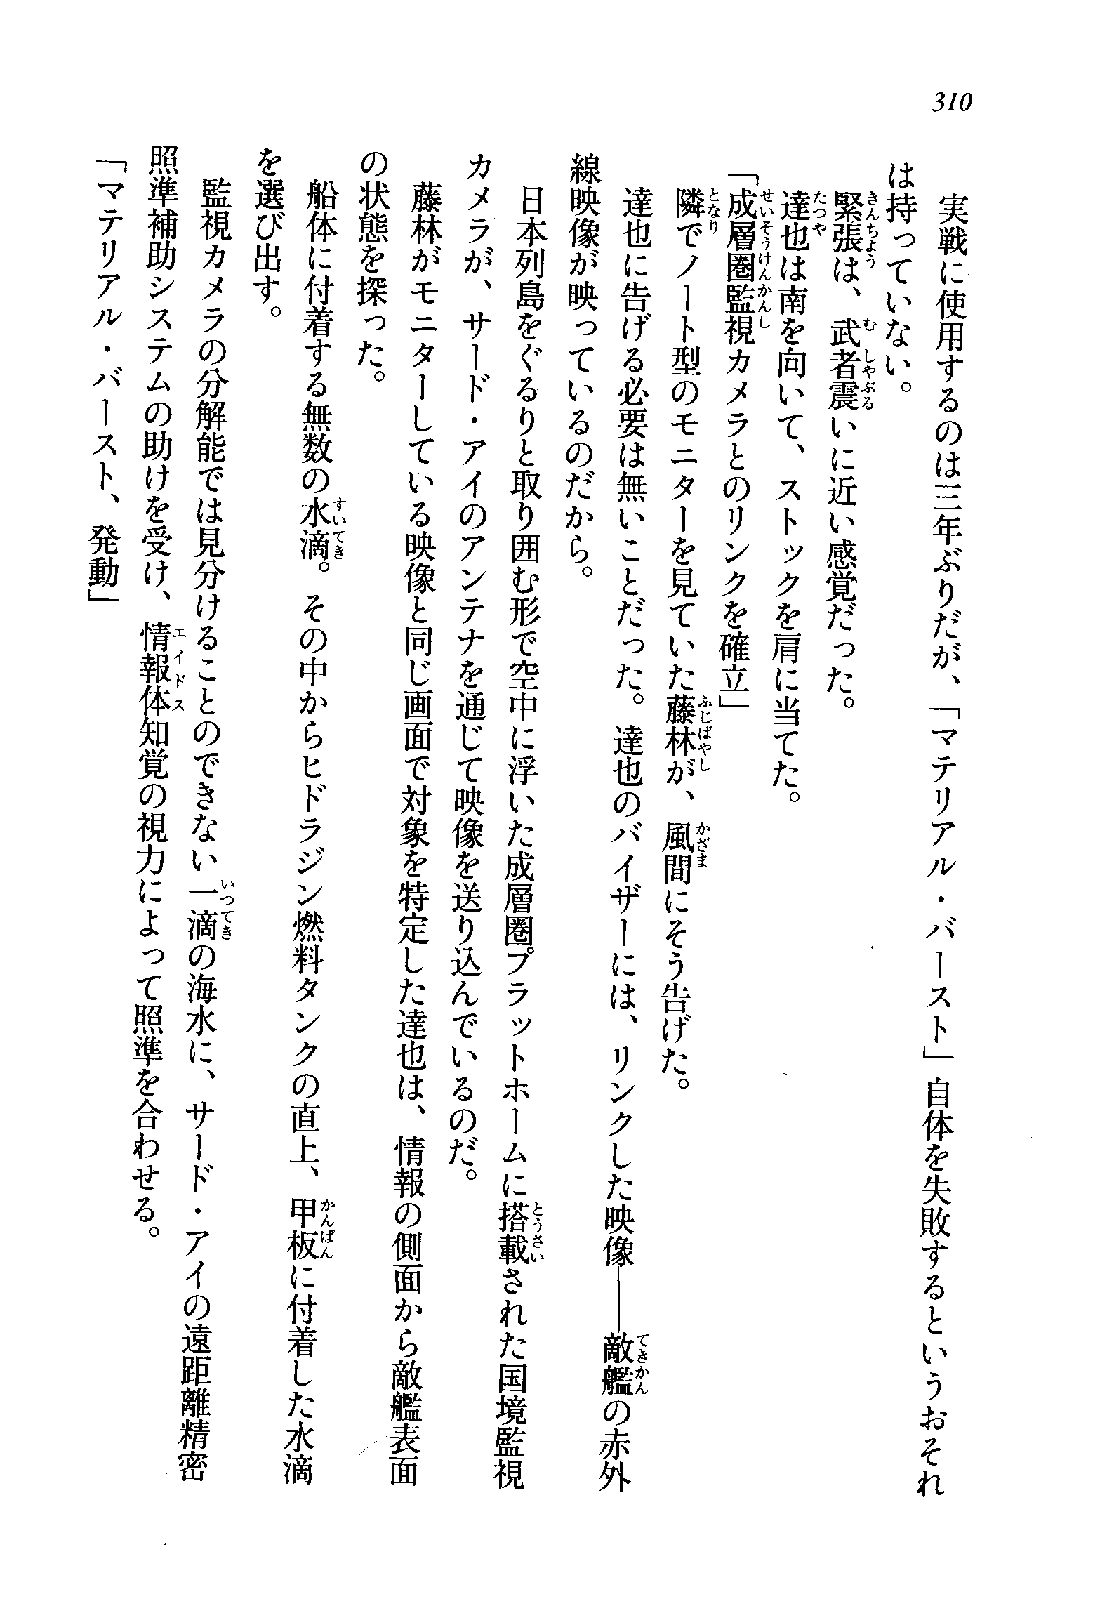 310
実戦に使用するのは三年ぶりだが、「マテリアル・バースト」自体を失敗するというおそれ
は持っていない。
緊張は、武者震いに近い感覚だった。
達也は南を向いて、ストックを肩に当てた。
「成層圏監視カメラとのリンクを確立」
隣でノート型のモニターを見ていた藤林が、風間にそう告げた。
達也に告げる必要は無いことだった。達也のバイザーには、リンクした映像――敵艦の赤外
線映像が映っているのだから。
日本列島をぐるりと取り囲む形で空中に浮いた成層圏プラットホームに搭載された国境監視
カメラが、サード・アイのアンテナを通じて映像を送り込んでいるのだ。
藤林がモニターしている映像と同じ画面で対象を特定した達也は、情報の側面から敵艦表面
の状態を探った。
船体に付着する無数の水滴。その中からヒドラジン燃料タンクの直上、甲板に付着した水滴
を選び出す。
監視カメラの分解能では見分けることのできない一滴の海水に、サード・アイの遠距離精密
照準補助システムの助けを受け、情報体知覚の視力によって照準を合わせる。
「マテリアル・バースト、発動」